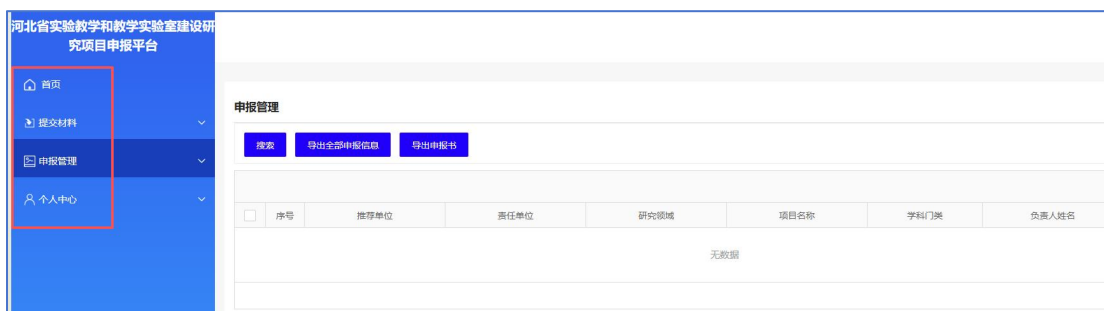 河北省实验教学和教学实验室建设研
究项目申报平台
首页
提交材料
申报管理
个人中心
申报管理
搜索 导出全部申报信息 导出申报书
序号 推荐单位 责任单位 研究领域 项目名称 学科门类 负责人姓名
无数据